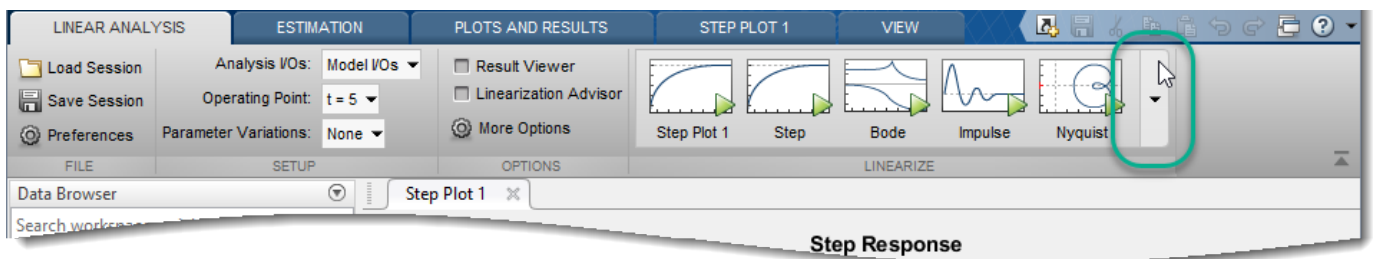 LINEAR ANALYSIS ESTIMATION PLOTS AND RESULTS STEP PLOT 1 VIEW
Load Session
Save Session
Preferences
FILE
Analysis I/Os: Model I/Os
Operating Point: t = 5
Parameter Variations: None
SETUP
Result Viewer
Linearization Advisor
More Options
OPTIONS
Step Plot 1 Step Bode Impulse Nyquist
LINEARIZE
Data Browser
Step Plot 1
Search workspace
Step Response